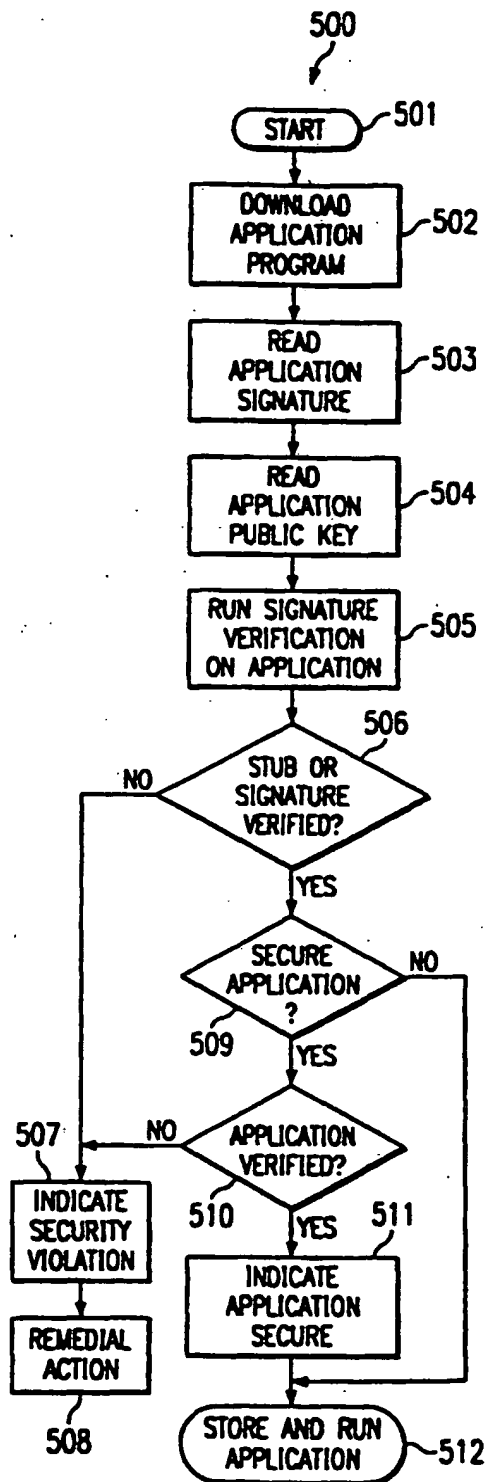 500
START
501
DOWNLOAD
APPLICATION
PROGRAM
502
READ
APPLICATION
SIGNATURE
503
READ
APPLICATION
PUBLIC KEY
504
RUN SIGNATURE
VERIFICATION
ON APPLICATION
505
506
STUB OR
SIGNATURE
VERIFIED?
NO
YES
SECURE
APPLICATION
?
509
NO
YES
507
NO
APPLICATION
VERIFIED?
510
YES
511
INDICATE
SECURITY
VIOLATION
INDICATE
APPLICATION
SECURE
REMEDIAL
ACTION
508
STORE AND RUN
APPLICATION
512